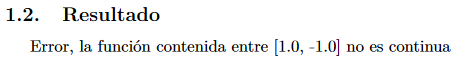 1.2. Resultado
Error, la función contenida entre [1.0, -1.0] no es continua